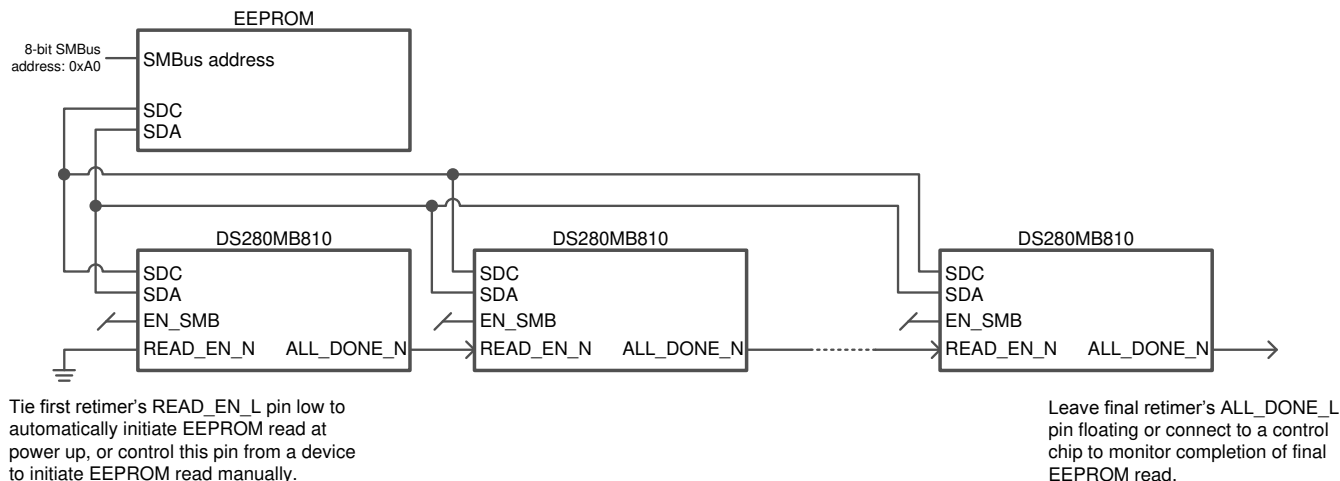 EEPROM
8-bit SMBus
address: 0xA0
SMBus address
SDC
SDA
DS280MB810
SDC
SDA
EN_SMB
READ_EN_N ALL_DONE_N
DS280MB810
SDC
SDA
EN_SMB
READ_EN_N ALL_DONE_N
DS280MB810
SDC
SDA
EN_SMB
READ_EN_N ALL_DONE_N
Tie first retimer's READ_EN_L pin low to
automatically initiate EEPROM read at
power up, or control this pin from a device
to initiate EEPROM read manually.
Leave final retimer's ALL_DONE_L
pin floating or connect to a control
chip to monitor completion of final
EEPROM read.